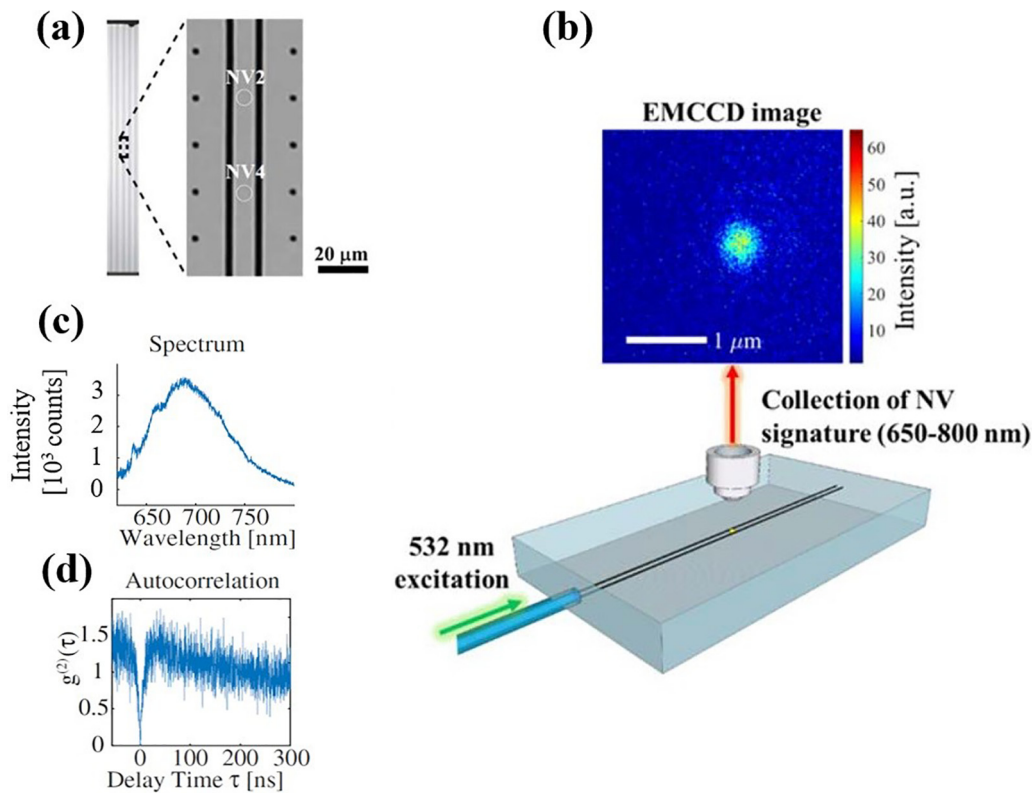 (a)
NV2
NV4
20 μm
(b)
EMCCD image
60
50
40
30
20
10
Intensity [a.u.]
1 μm
Collection of NV
signature (650-800 nm)
532 nm
excitation
(c)
Spectrum
Intensity
[10³ counts]
3
2
1
0
650 700 750
Wavelength [nm]
(d)
Autocorrelation
g⁽²⁾(τ)
1.5
1
0.5
0
0 100 200 300
Delay Time τ [ns]